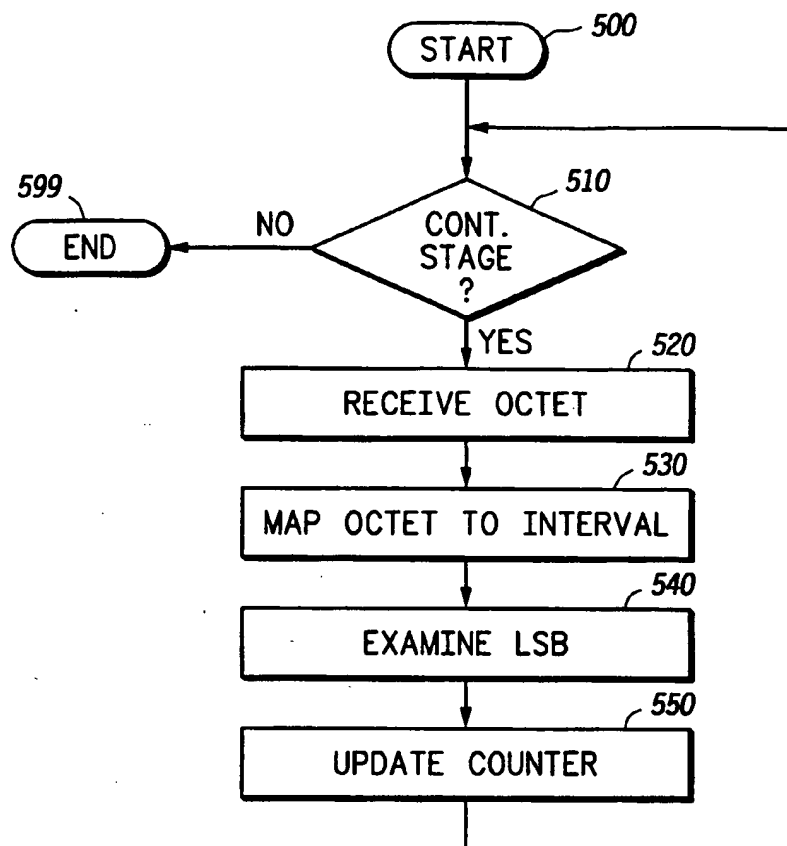 START
500
599
END
NO
510
CONT.
STAGE
?
YES
520
RECEIVE OCTET
530
MAP OCTET TO INTERVAL
540
EXAMINE LSB
550
UPDATE COUNTER